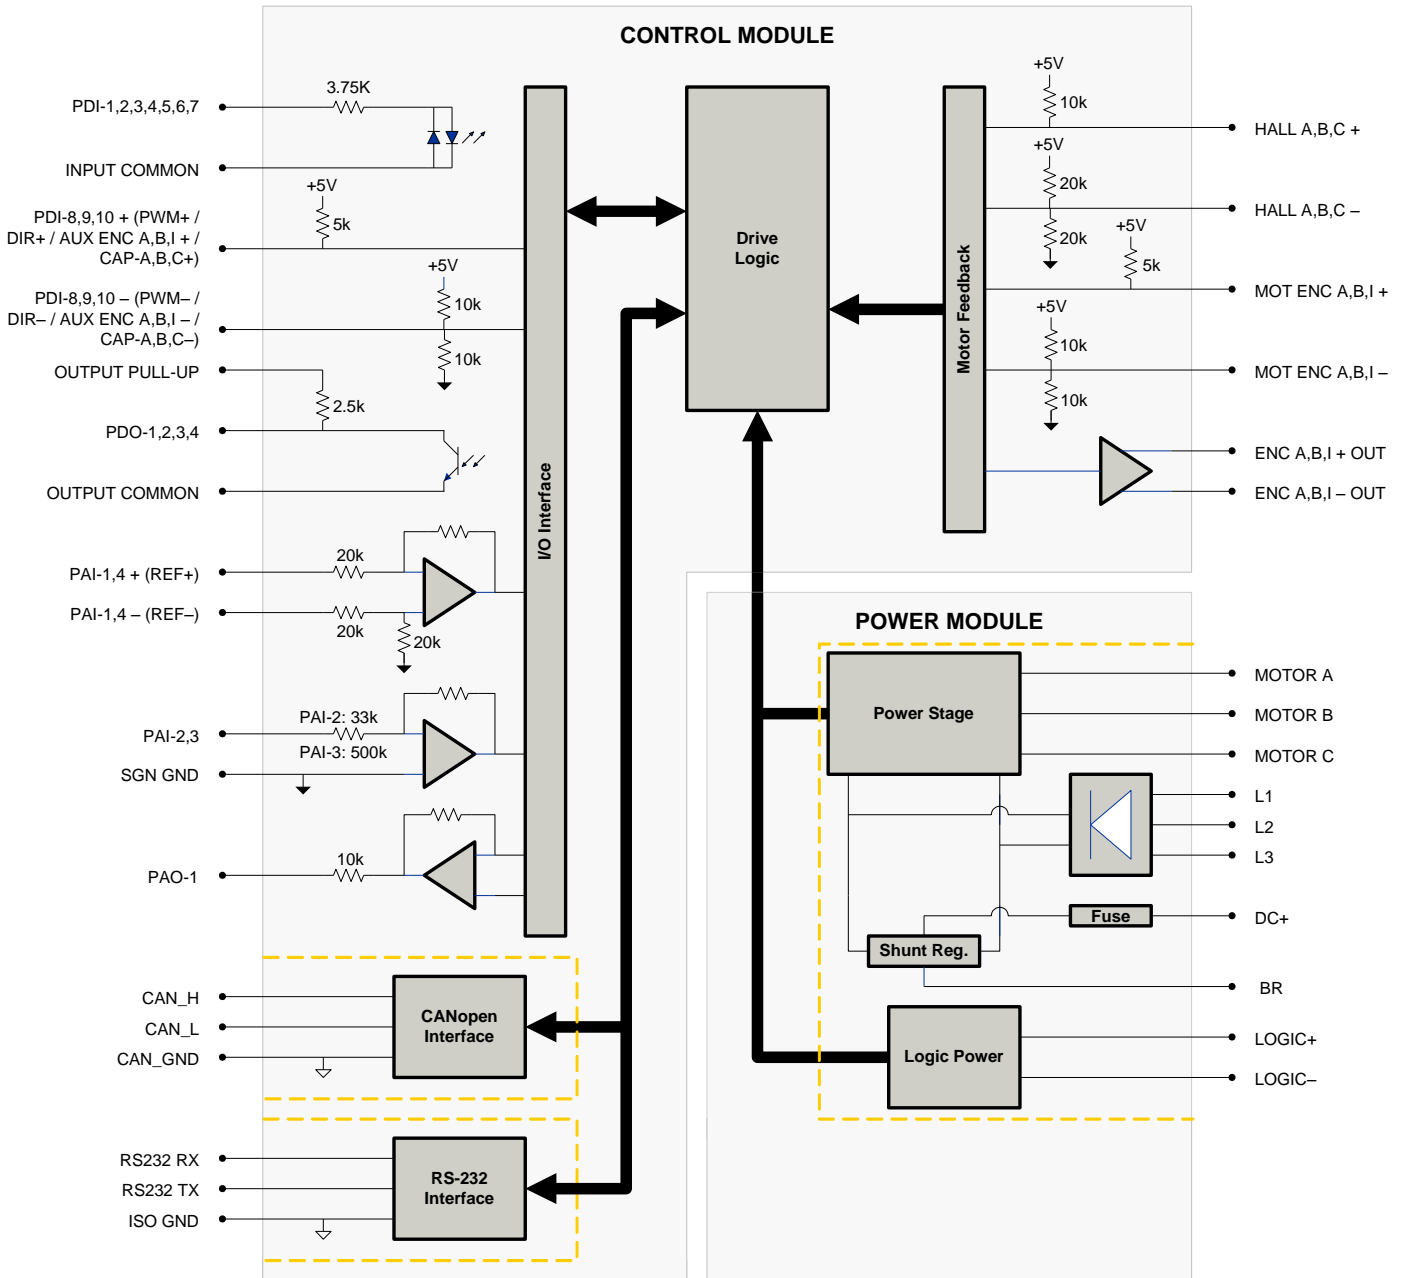 CONTROL MODULE
PDI-1,2,3,4,5,6,7
3.75K
INPUT COMMON
+5V
5k
PDI-8,9,10 + (PWM+ /
DIR+ / AUX ENC A,B,I + /
CAP-A,B,C+)
+5V
10k
10k
PDI-8,9,10 – (PWM– /
DIR– / AUX ENC A,B,I – /
CAP-A,B,C–)
OUTPUT PULL-UP
2.5k
PDO-1,2,3,4
OUTPUT COMMON
20k
PAI-1,4 + (REF+)
PAI-1,4 – (REF–)
20k
20k
PAI-2: 33k
PAI-2,3
PAI-3: 500k
SGN GND
10k
PAO-1
I/O Interface
CAN_H
CAN_L
CAN_GND
CANopen
Interface
RS232 RX
RS232 TX
ISO GND
RS-232
Interface
Drive
Logic
Motor Feedback
+5V
10k
HALL A,B,C +
+5V
20k
HALL A,B,C –
20k
+5V
5k
MOT ENC A,B,I +
+5V
10k
MOT ENC A,B,I –
10k
ENC A,B,I + OUT
ENC A,B,I – OUT
POWER MODULE
Power Stage
MOTOR A
MOTOR B
MOTOR C
L1
L2
L3
Fuse
DC+
Shunt Reg.
BR
Logic Power
LOGIC+
LOGIC–